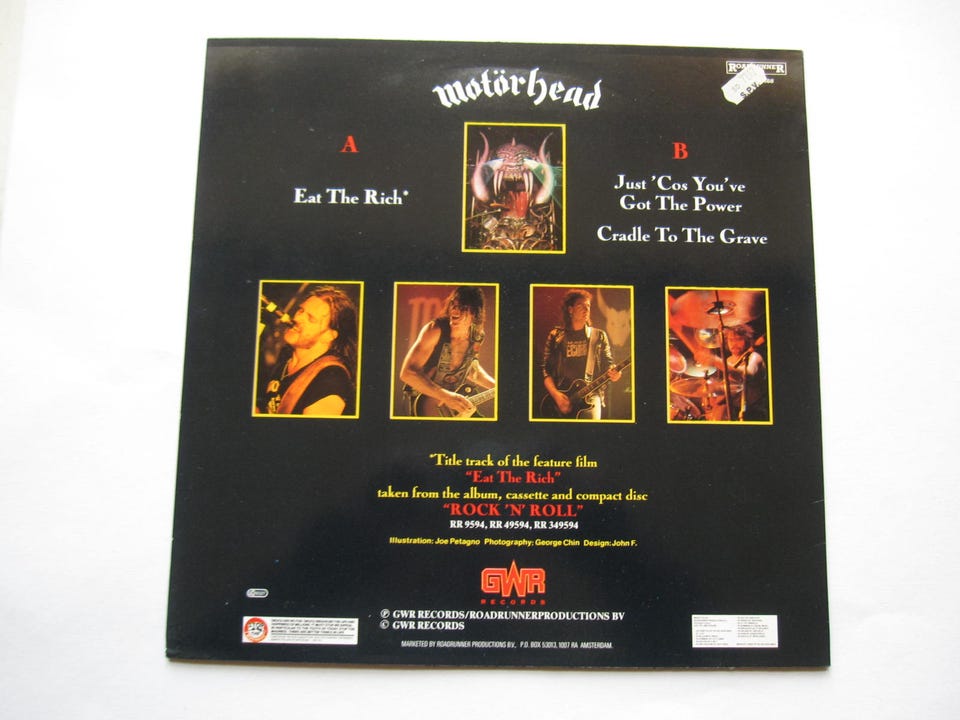 motörhead
ROADRUNNER
S.P.V.
A
B
Eat The Rich*
Just 'Cos You've
Got The Power
Cradle To The Grave
*Title track of the feature film
"Eat The Rich"
taken from the album, cassette and compact disc
"ROCK 'N' ROLL"
RR 9594, RR 49594, RR 349594
Illustration: Joe Petagno Photography: George Chin Design: John F.
GWR
RECORDS
℗ GWR RECORDS/ROADRUNNERPRODUCTIONS BV
© GWR RECORDS
MARKETED BY ROADRUNNER PRODUCTIONS B.V., P.O. BOX 53013, 1007 RA AMSTERDAM.